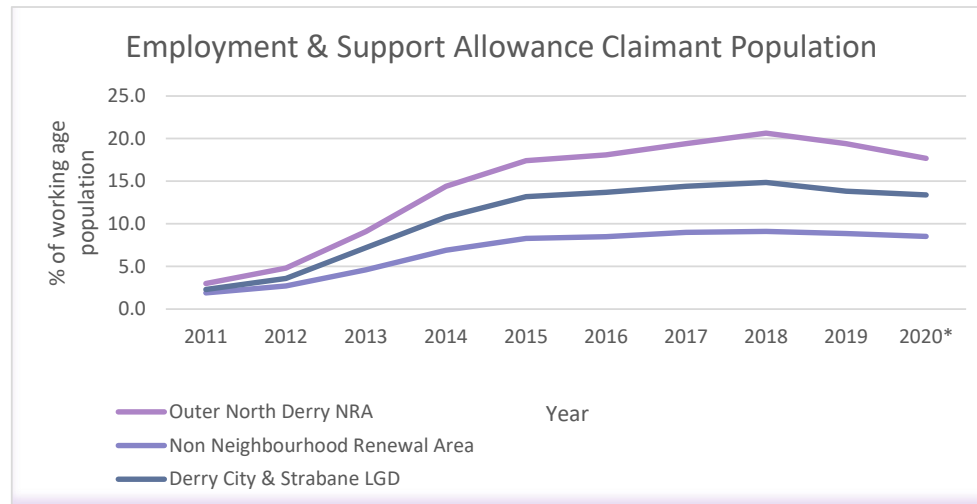 Employment & Support Allowance Claimant Population
% of working age
population
25.0
20.0
15.0
10.0
5.0
0.0
2011 2012 2013 2014 2015 2016 2017 2018 2019 2020*
Year
Outer North Derry NRA
Non Neighbourhood Renewal Area
Derry City & Strabane LGD